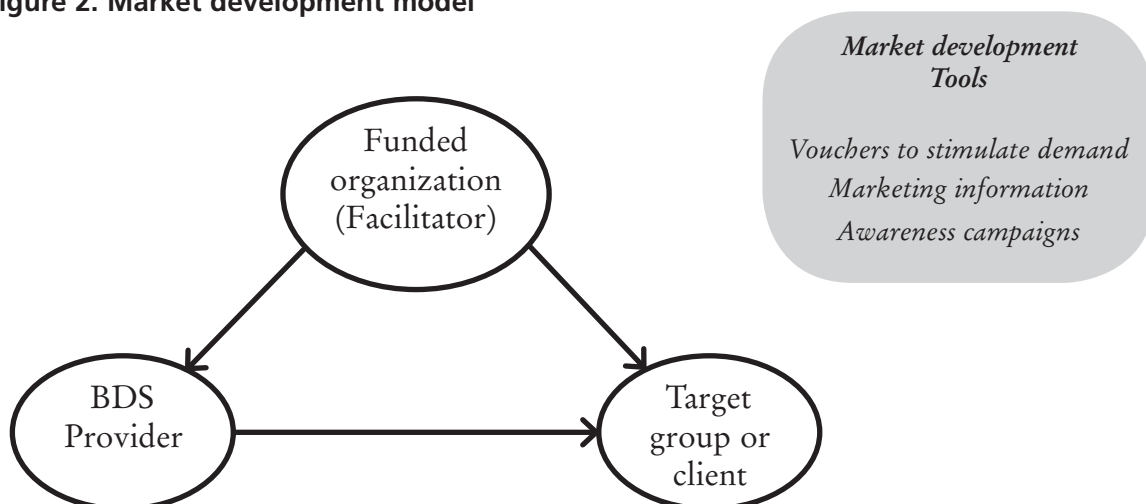 igure 2. Market development model
Market development
Tools
Vouchers to stimulate demand
Marketing information
Awareness campaigns
Funded
organization
(Facilitator)
BDS
Provider
Target
group or
client